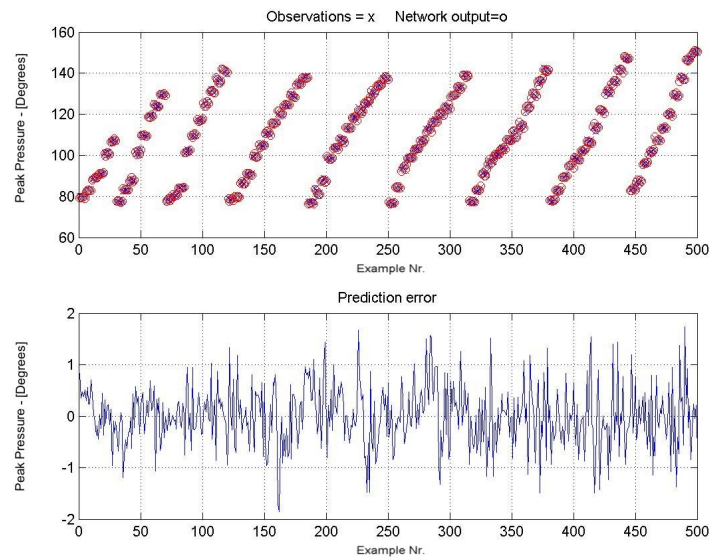 Observations = x Network output=o
160
140
120
100
80
60
Peak Pressure - [Degrees]
0 50 100 150 200 250 300 350 400 450 500
Example Nr.
Prediction error
2
1
0
-1
-2
Peak Pressure - [Degrees]
0 50 100 150 200 250 300 350 400 450 500
Example Nr.